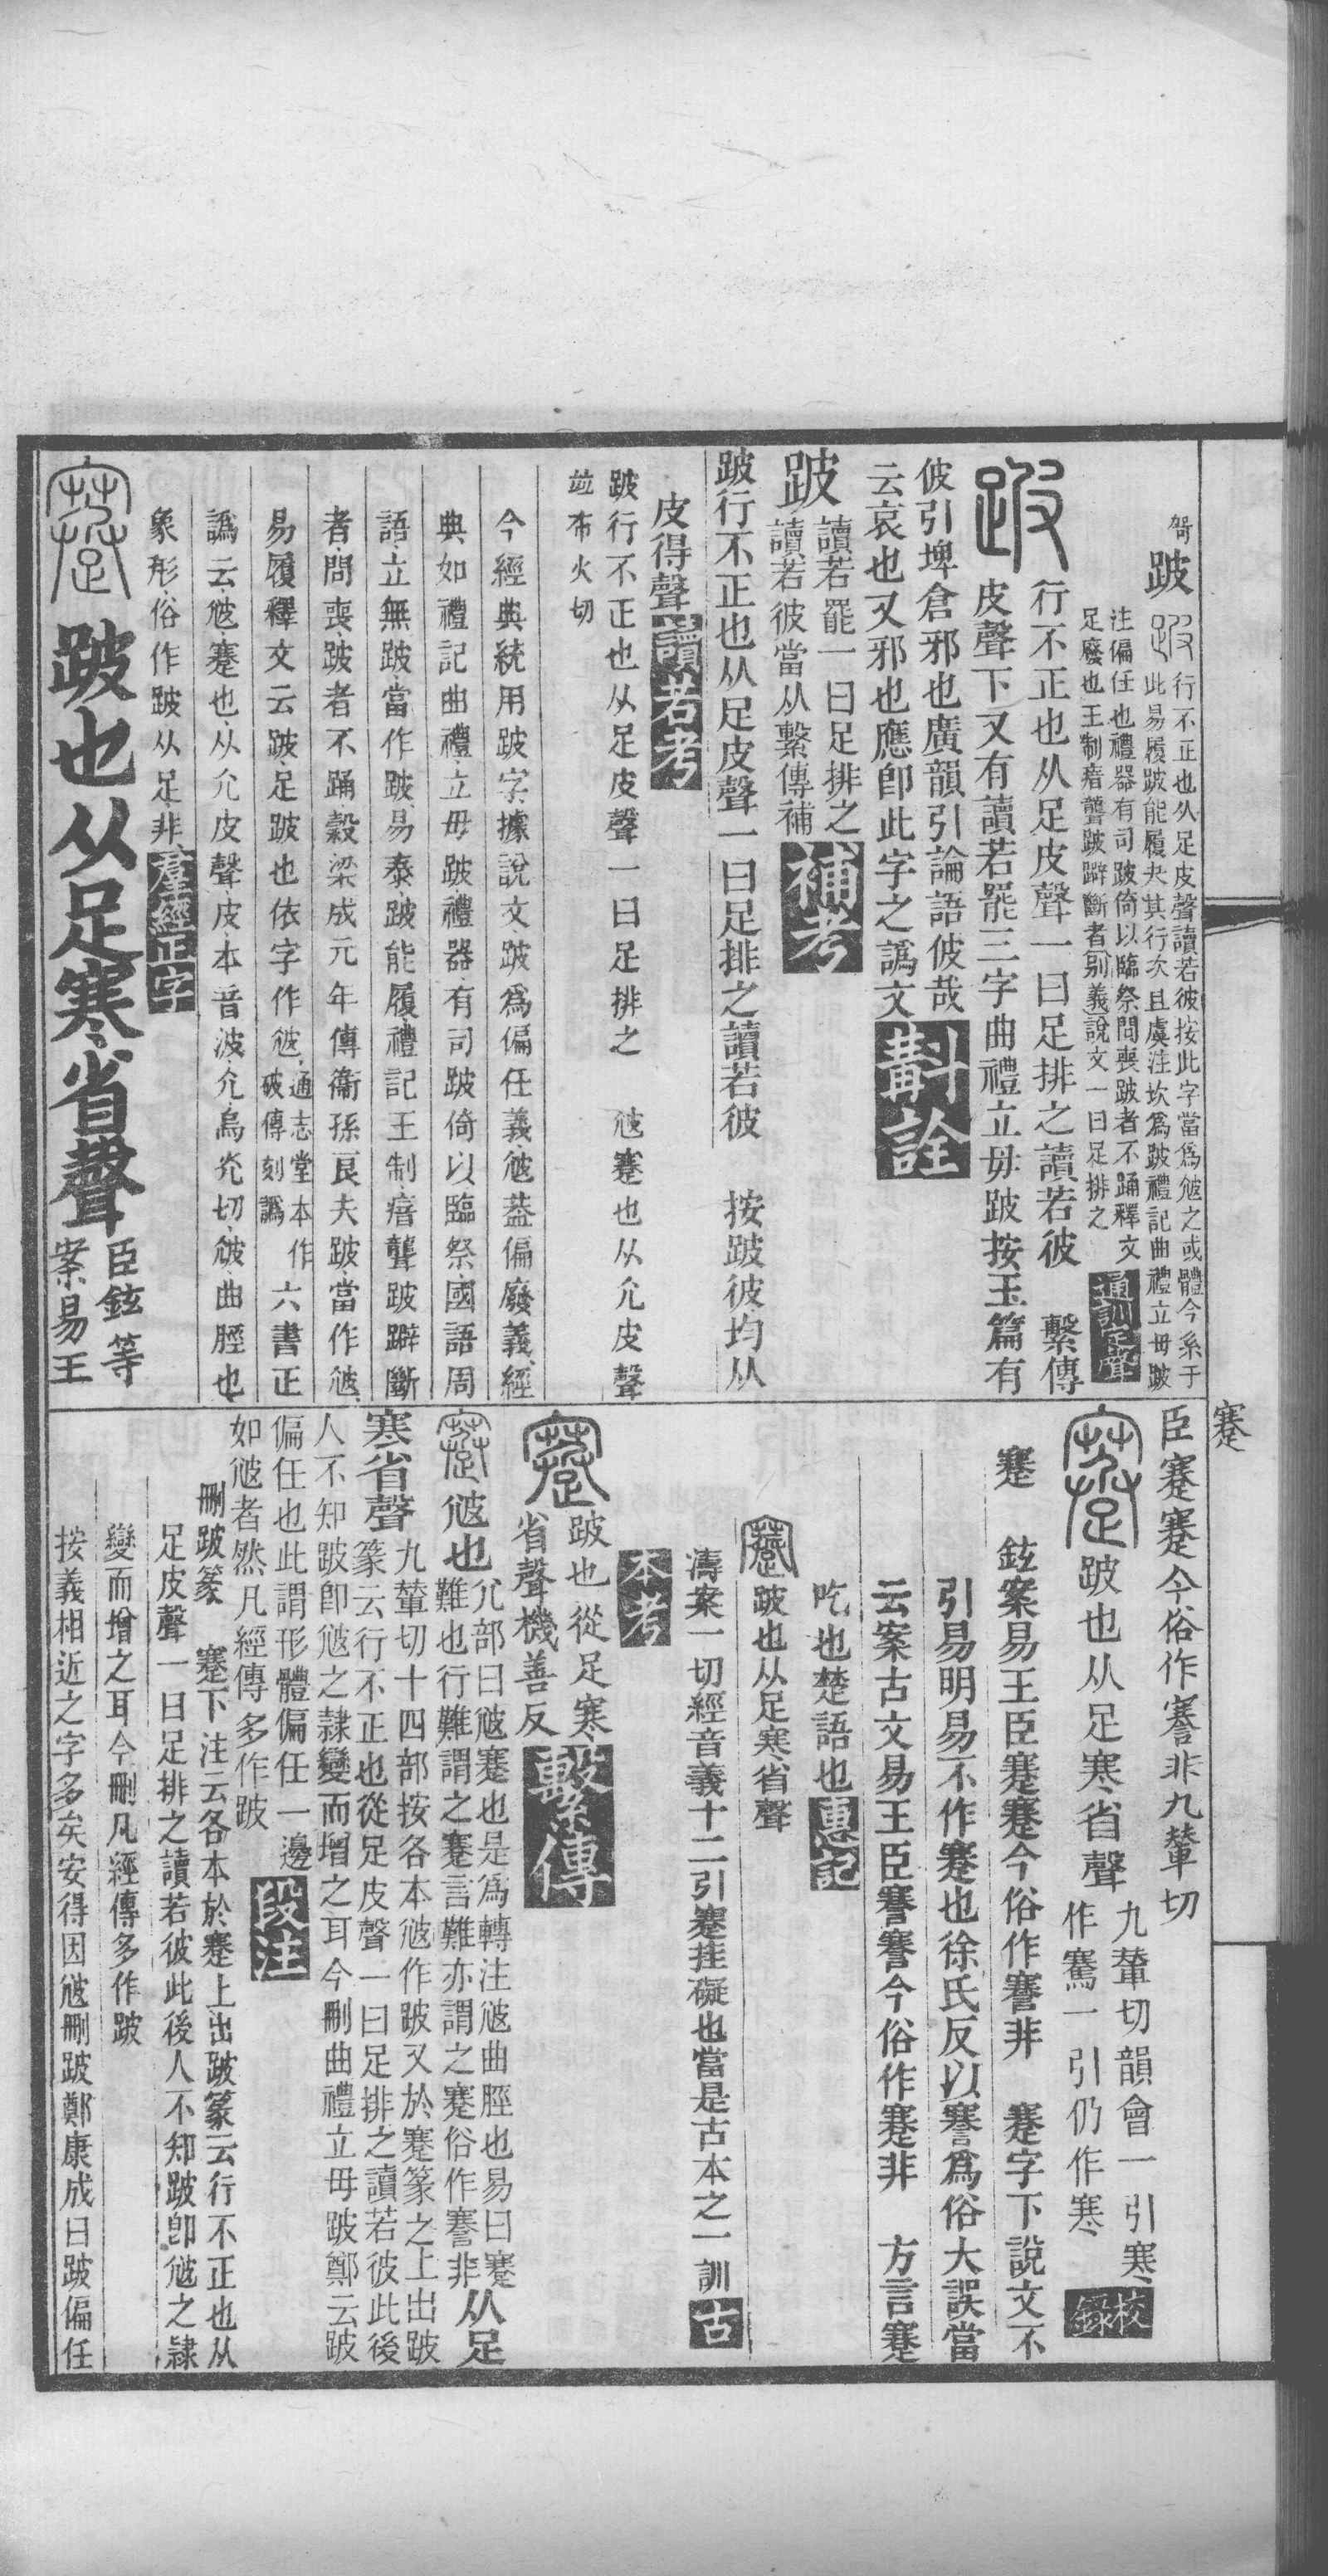 哿
跛
行不正也从足皮聲讀若彼按此字當爲𡯁之或體今系于
此易履跛能履夬其行次且虞注坎爲跛禮記曲禮立毋跛
注偏任也禮器有司跛倚以臨祭問喪跛者不踊釋文
足廢也王制瘖聾跛躃斷者別義說文一曰足排之
通訓定聲
行不正也从足皮聲一曰足排之讀若彼 繫傳
皮聲下又有讀若罷三字曲禮立毋跛按玉篇有
彼引埤倉邪也廣韻引論語彼哉
云哀也又邪也應卽此字之譌文
斠詮
跛
讀若罷一曰足排之
讀若彼當从繫傳補
補考
跛行不正也从足皮聲一曰足排之讀若彼 按跛彼均从
皮得聲
讀若考
跛行不正也从足皮聲一曰足排之 𡯁蹇也从允皮聲
竝布火切
今經典統用跛字據說文跛爲偏任義𡯁蓋偏廢義經
典如禮記曲禮立毋跛禮器有司跛倚以臨祭國語周
語立無跛當作跛易泰跛能履禮記王制瘖聾跛躃斷
者問喪跛者不踊穀梁成元年傳衞孫良夫跛當作𡯁
易履釋文云跛足跛也依字作𡯁
通志堂本作
破傳刻譌
六書正
譌云𡯁蹇也从允皮聲皮本音波允烏光切𡯁曲脛也
象形俗作跛从足非
羣經正字
跛也从足寒省聲
臣鉉等
案易王
蹇
臣蹇蹇今俗作謇非九輦切
跛也从足寒省聲
九輦切韻會一引寒
作騫一引仍作寒
校錄
蹇 鉉案易王臣蹇蹇今俗作謇非 蹇字下說文不
引易明易不作蹇也徐氏反以謇爲俗大誤當
云案古文易王臣謇謇今俗作蹇非 方言蹇
吃也楚語也
惠記
跛也从足寒省聲
濤案一切經音義十二引蹇挂礙也當是古本之一訓
古
本考
跛也從足寒
省聲機善反
繫傳
𡯁也
允部曰𡯁蹇也是爲轉注𡯁曲脛也易曰蹇
難也行難謂之蹇言難亦謂之蹇俗作謇非
从足
寒省聲
九輦切十四部按各本𡯁作跛又於蹇篆之上出跛
篆云行不正也從足皮聲一曰足排之讀若彼此後
人不知跛卽𡯁之隷變而增之耳今刪曲禮立毋跛鄭云跛
偏任也此謂形體偏任一邊
如𡯁者然凡經傳多作跛
段注
刪跛篆 蹇下注云各本於蹇上出跛篆云行不正也从
足皮聲一曰足排之讀若彼此後人不知跛卽𡯁之隷
變而增之耳今刪凡經傳多作跛
按義相近之字多矣安得因𡯁刪跛鄭康成曰跛偏任